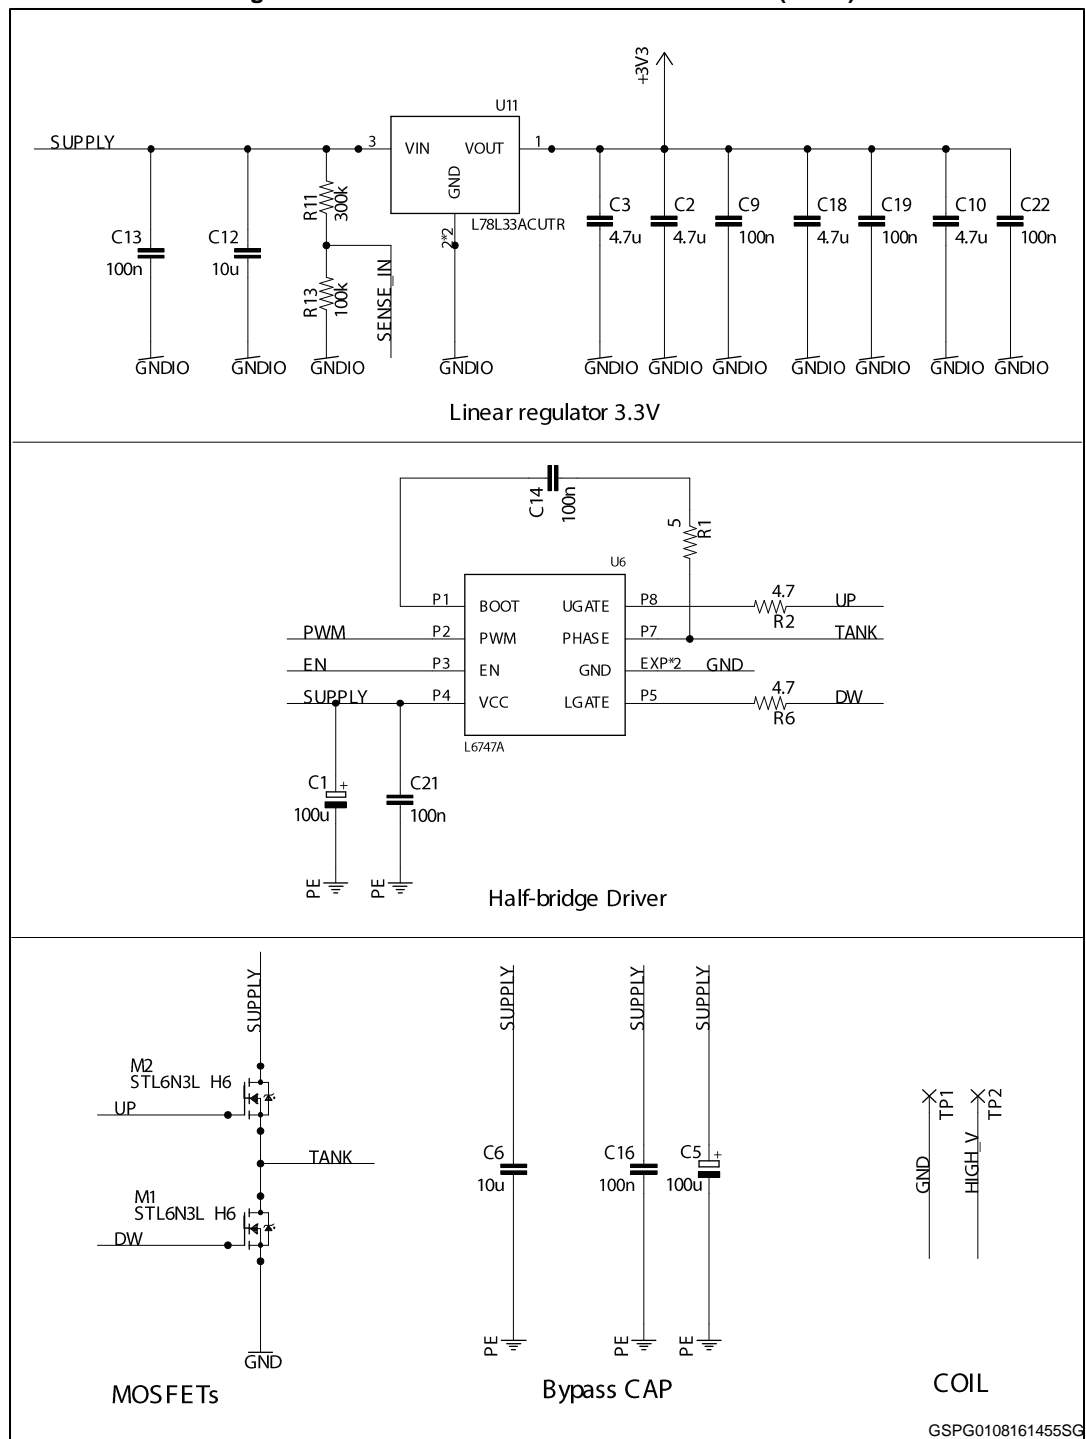 +3V3
U11
SUPPLY
3
VIN
VOUT
1
GND
L78L33ACUTR
2*2
C13
100n
C12
10u
R11
300k
R13
100k
SENSE_IN
C3
4.7u
C2
4.7u
C9
100n
C18
4.7u
C19
100n
C10
4.7u
C22
100n
GNDIO
GNDIO
GNDIO
GNDIO
GNDIO
GNDIO
GNDIO
GNDIO
GNDIO
GNDIO
GNDIO
Linear regulator 3.3V
C14
100n
5
R1
U6
P1
BOOT
UGATE
P8
4.7
R2
UP
PWM
P2
PWM
PHASE
P7
TANK
EN
P3
EN
GND
EXP*2
GND
SUPPLY
P4
VCC
LGATE
P5
4.7
R6
DW
L6747A
C1
+
100u
C21
100n
PE
PE
Half-bridge Driver
SUPPLY
M2
STL6N3L H6
UP
TANK
M1
STL6N3L H6
DW
GND
MOSFETs
SUPPLY
SUPPLY
SUPPLY
C6
10u
C16
100n
C5
+
100u
PE
PE
PE
Bypass CAP
TP1
TP2
GND
HIGH_V
COIL
GSPG0108161455SG